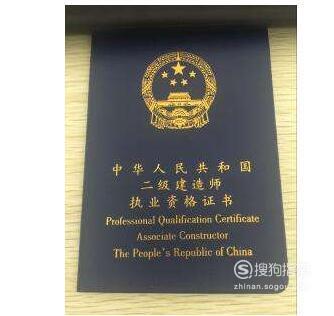 中华人民共和国
二级建造师
执业资格证书
Professional Qualification Certificate
Associate Constructor
The People's Republic of China
搜狗指南
zhinan.sogou.com